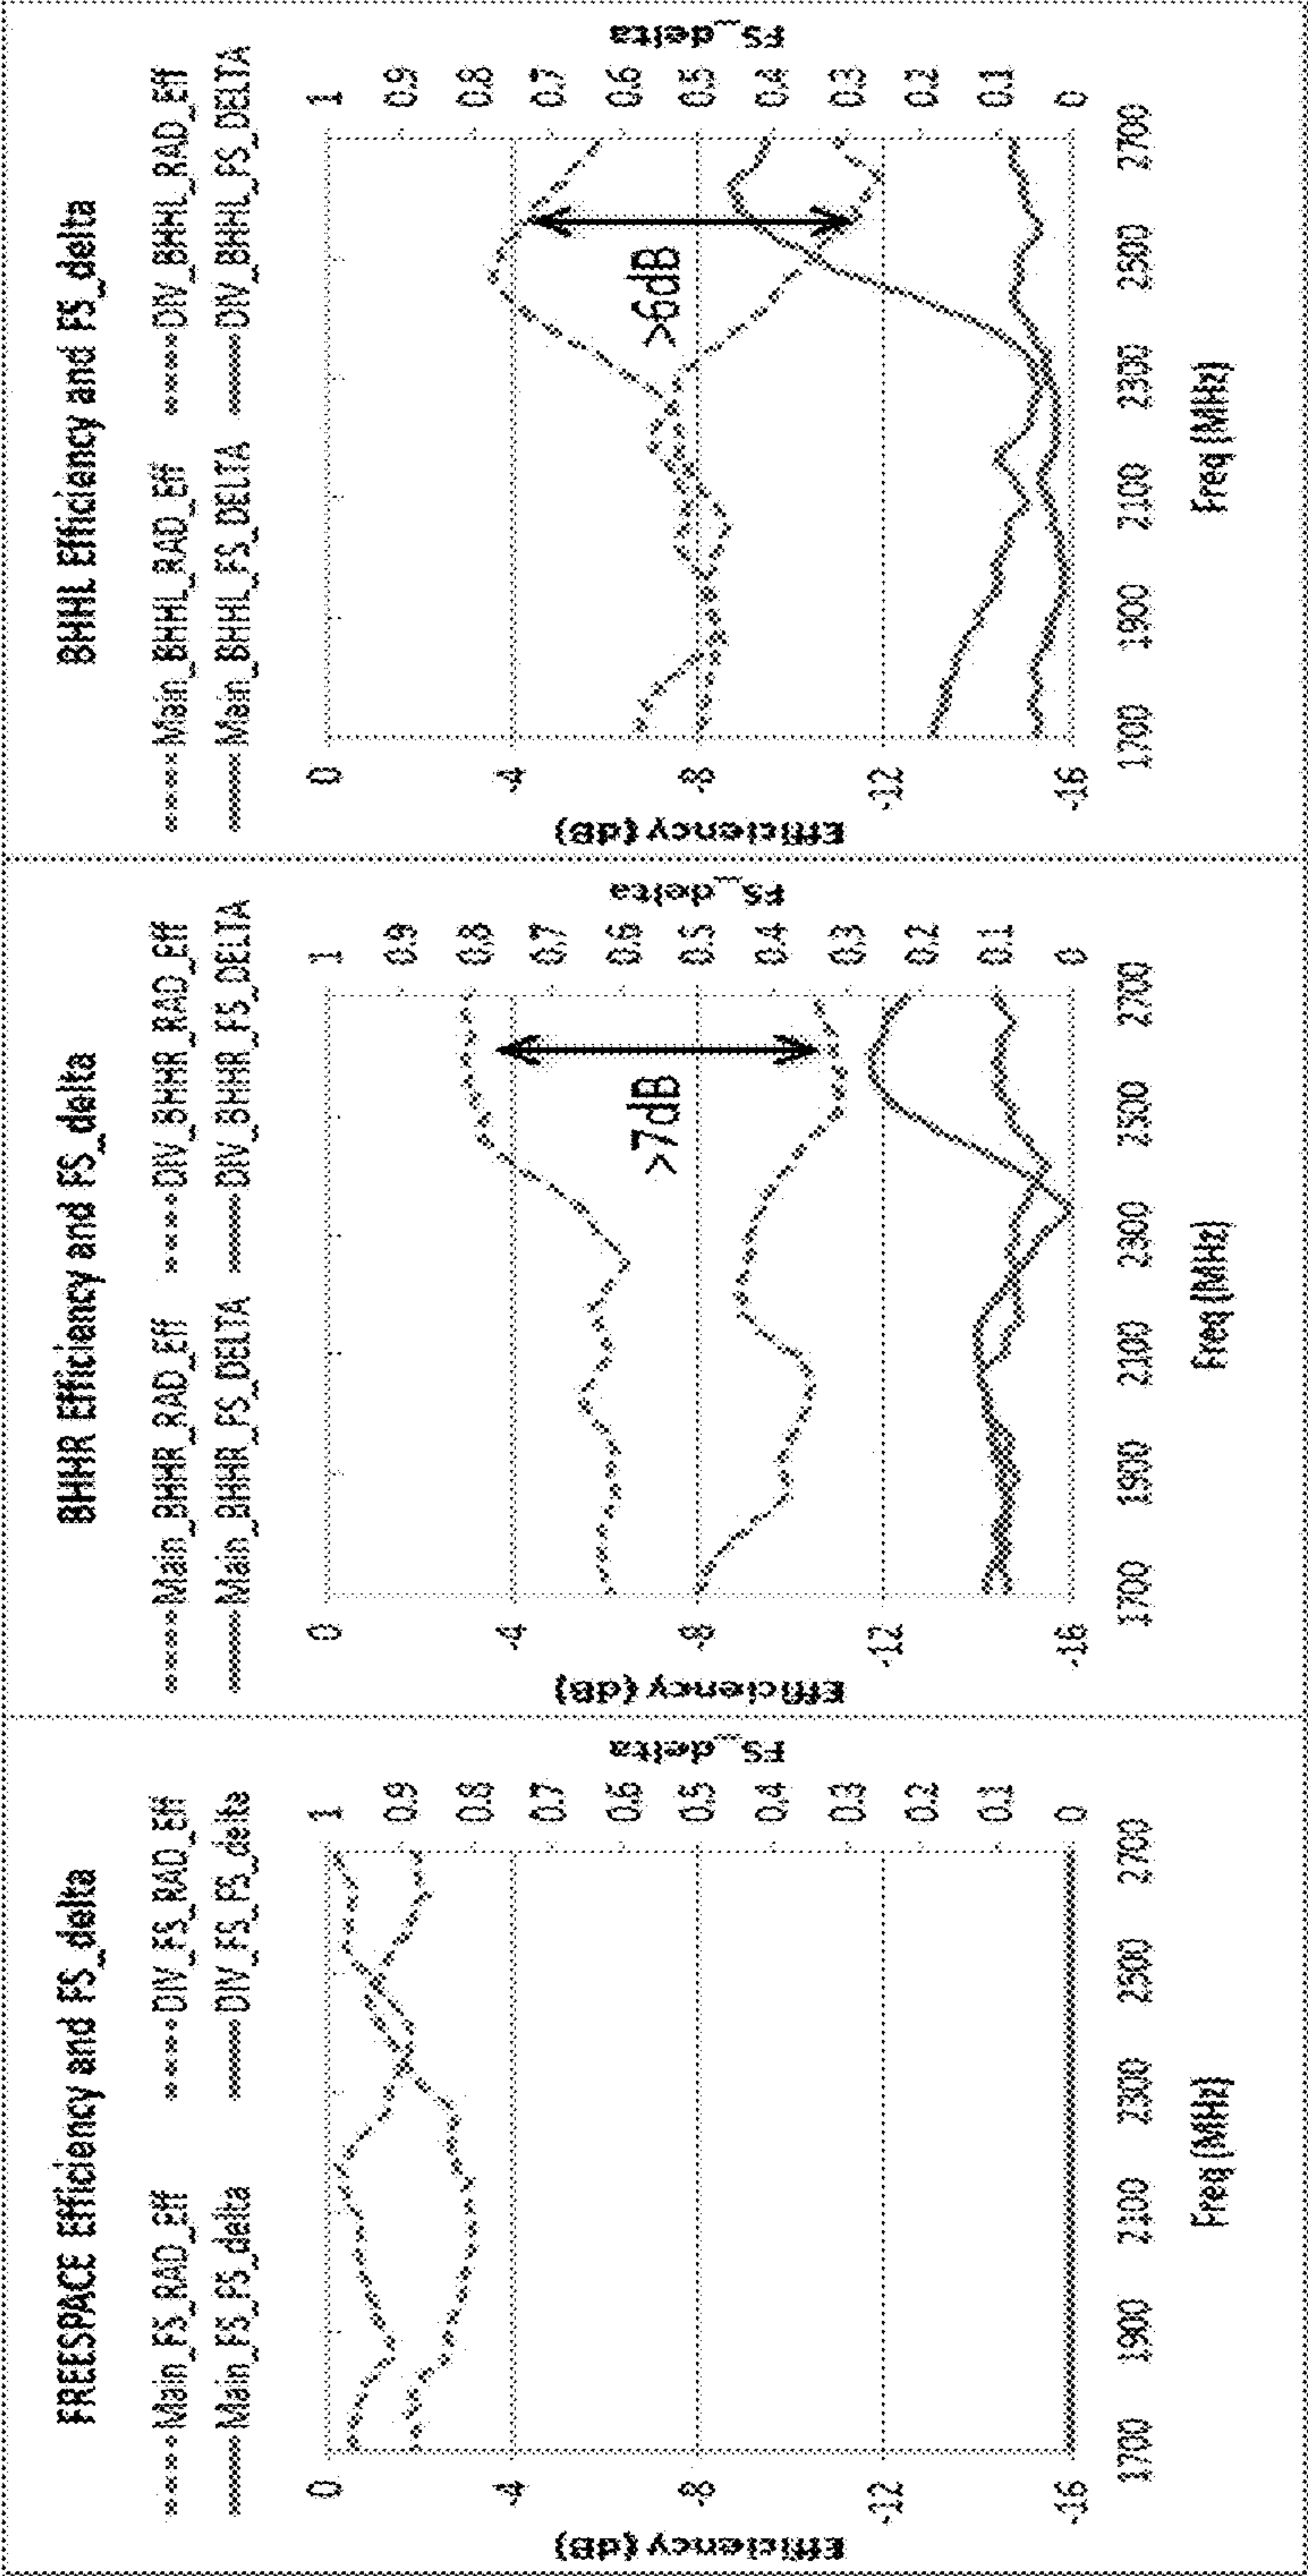 FREESPACE Efficiency and FS_delta
Main_FS_RAD_Eff DIV_FS_RAD_Eff
Main_FS_FS_delta DIV_FS_FS_delta
Efficiency (dB)
0
-4
-8
-12
-16
1
0.9
0.8
0.7
0.6
0.5
0.4
0.3
0.2
0.1
0
FS_delta
1700 1900 2100 2300 2500 2700
Freq (MHz)
BHHR Efficiency and FS_delta
Main_BHHR_RAD_Eff DIV_BHHR_RAD_Eff
Main_BHHR_FS_DELTA DIV_BHHR_FS_DELTA
Efficiency (dB)
0
-4
-8
-12
-16
>7dB
1
0.9
0.8
0.7
0.6
0.5
0.4
0.3
0.2
0.1
0
FS_delta
1700 1900 2100 2300 2500 2700
Freq (MHz)
BHHL Efficiency and FS_delta
Main_BHHL_RAD_Eff DIV_BHHL_RAD_Eff
Main_BHHL_FS_DELTA DIV_BHHL_FS_DELTA
Efficiency (dB)
0
-4
-8
-12
-16
>6dB
1
0.9
0.8
0.7
0.6
0.5
0.4
0.3
0.2
0.1
0
FS_delta
1700 1900 2100 2300 2500 2700
Freq (MHz)